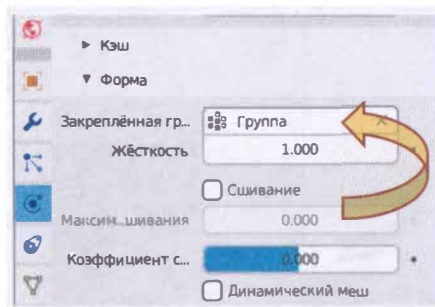 Кэш
Форма
Закреплённая гр... Группа
Жёсткость 1.000
Сшивание
Максим. шивания 0.000
Коэффициент с... 0.000
Динамический меш